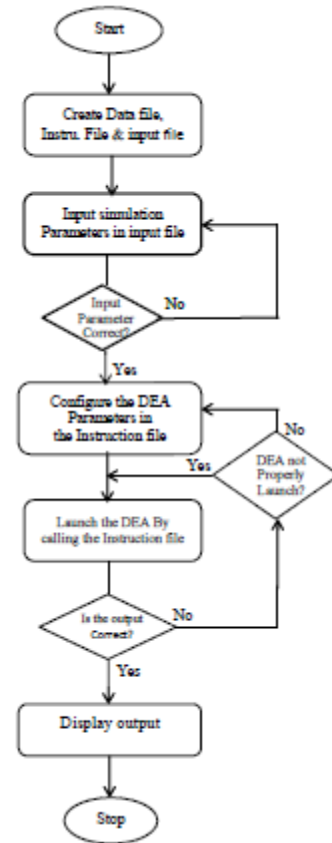 Start
Create Data file,
Instru. File & input file
Input simulation
Parameters in input file
Input
Parameter
Correct?
No
Yes
Configure the DEA
Parameters in
the Instruction file
No
Yes
DEA not
Properly
Launch?
Launch the DEA By
calling the Instruction file
Is the output
Correct?
No
Yes
Display output
Stop